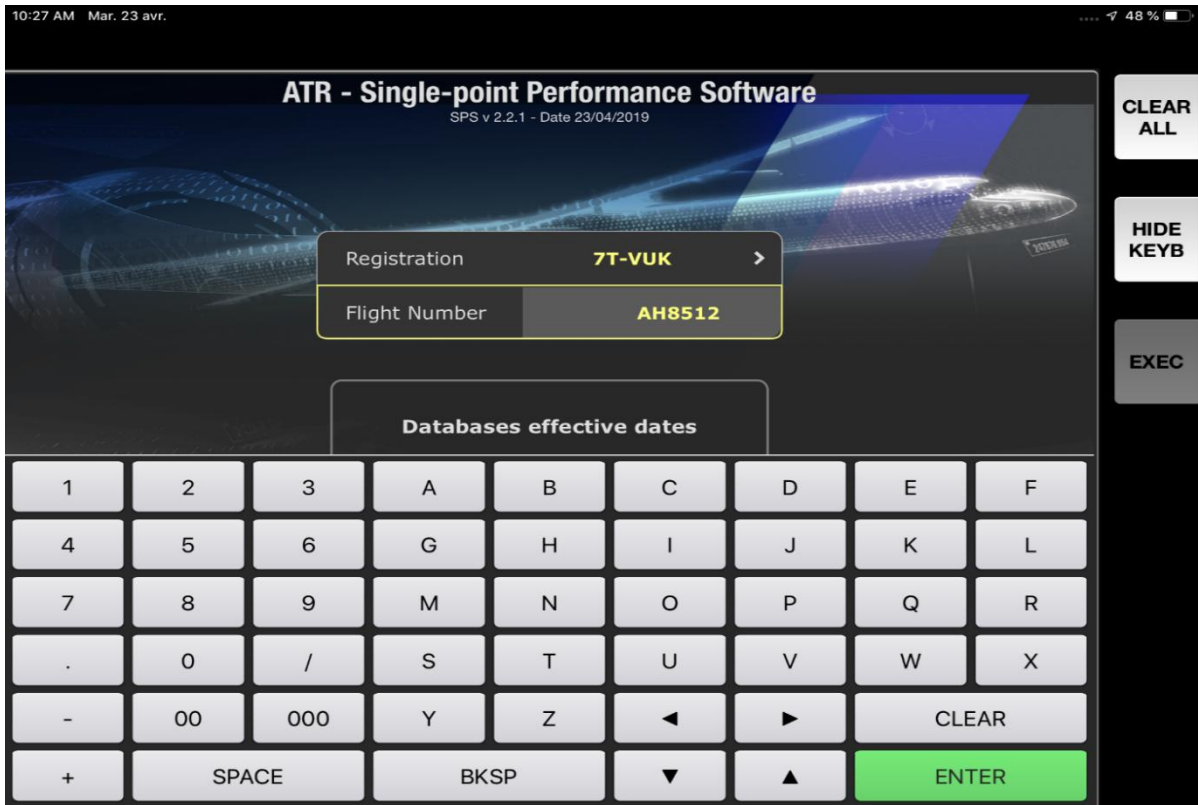 10:27 AM Mar. 23 avr.
48 %
ATR - Single-point Performance Software
SPS v 2.2.1 - Date 23/04/2019
CLEAR ALL
Registration 7T-VUK >
HIDE KEYB
Flight Number AH8512
EXEC
Databases effective dates
1 2 3 A B C D E F
4 5 6 G H I J K L
7 8 9 M N O P Q R
. 0 / S T U V W X
- 00 000 Y Z ◄ ► CLEAR
+ SPACE BKSP ▼ ▲ ENTER